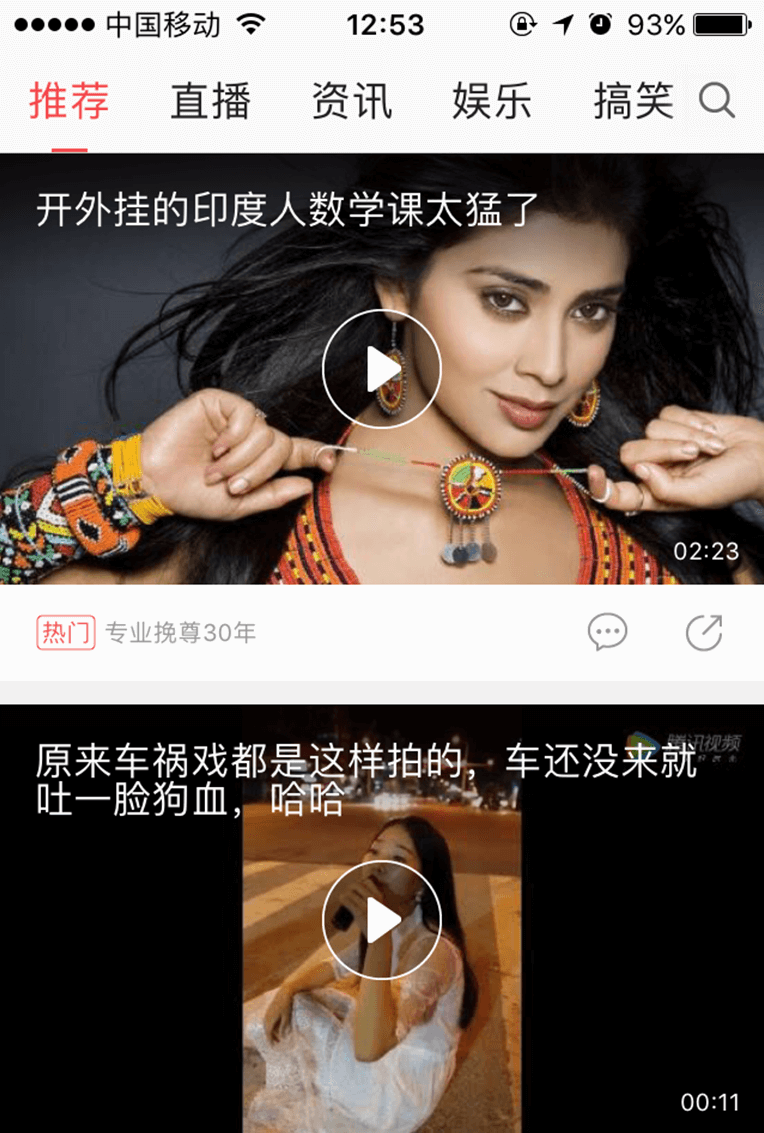 中国移动 12:53 93%
推荐 直播 资讯 娱乐 搞笑
开外挂的印度人数学课太猛了
02:23
热门 专业挽尊30年
腾讯视频
原来车祸戏都是这样拍的，车还没来就
吐一脸狗血，哈哈
00:11